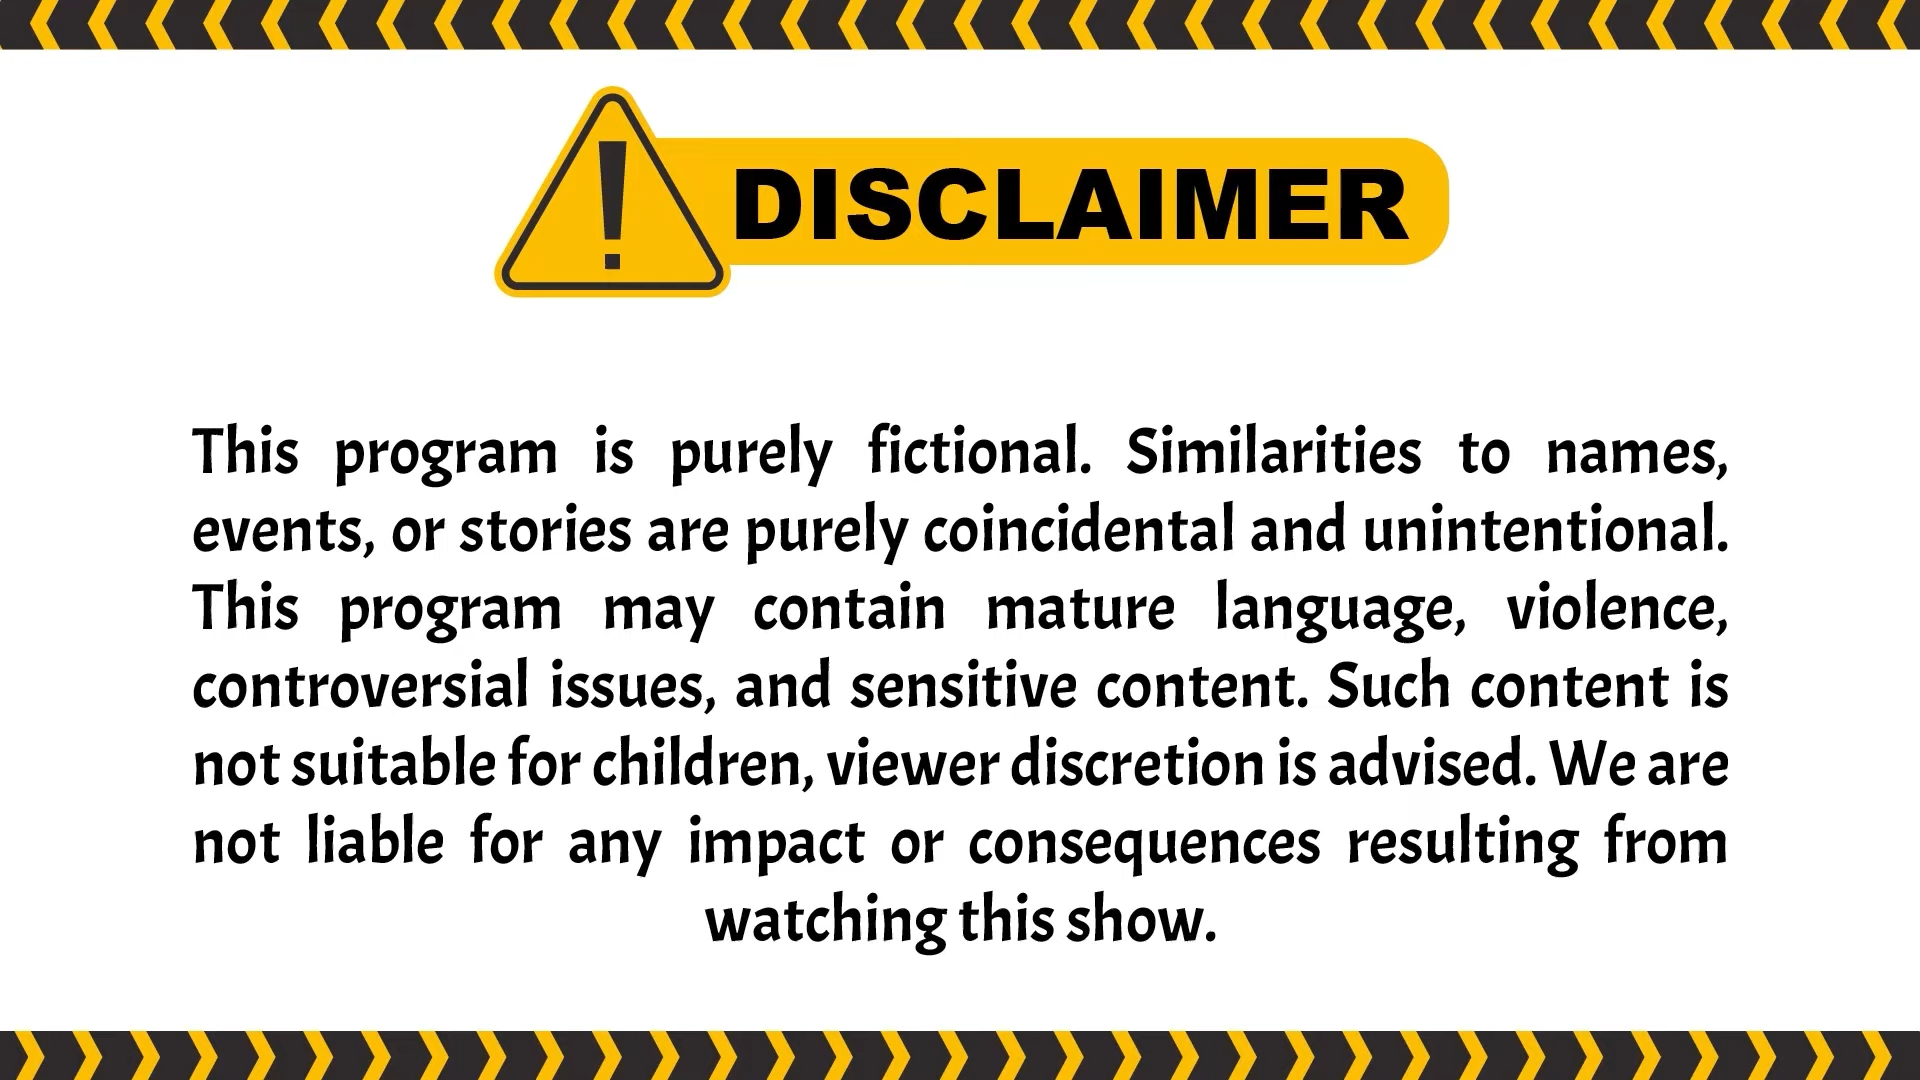 DISCLAIMER
This program is purely fictional. Similarities to names,
events, or stories are purely coincidental and unintentional.
This program may contain mature language, violence,
controversial issues, and sensitive content. Such content is
not suitable for children, viewer discretion is advised. We are
not liable for any impact or consequences resulting from
watching this show.